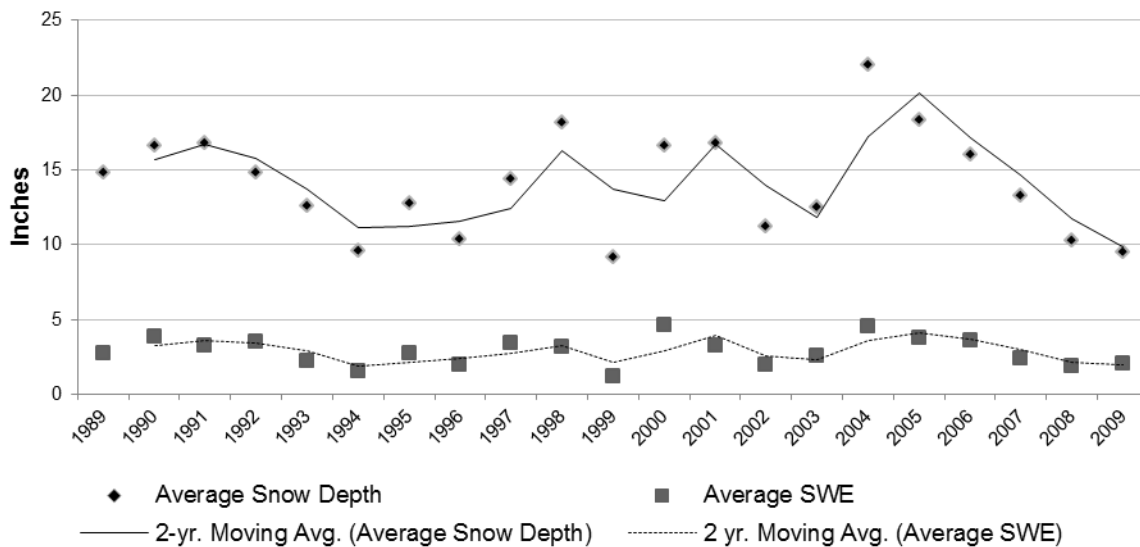 25
20
15
10
5
0
Inches
1989 1990 1991 1992 1993 1994 1995 1996 1997 1998 1999 2000 2001 2002 2003 2004 2005 2006 2007 2008 2009
Average Snow Depth
Average SWE
2-yr. Moving Avg. (Average Snow Depth)
2 yr. Moving Avg. (Average SWE)